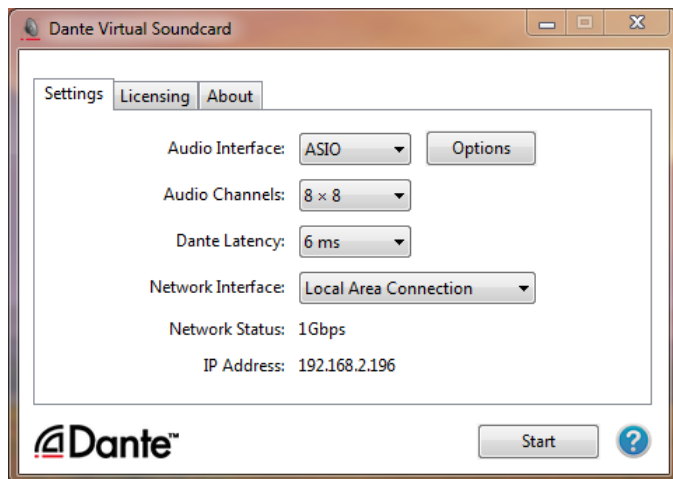 Dante Virtual Soundcard
Settings Licensing About
Audio Interface: ASIO Options
Audio Channels: 8 × 8
Dante Latency: 6 ms
Network Interface: Local Area Connection
Network Status: 1Gbps
IP Address: 192.168.2.196
Dante™ Start ?